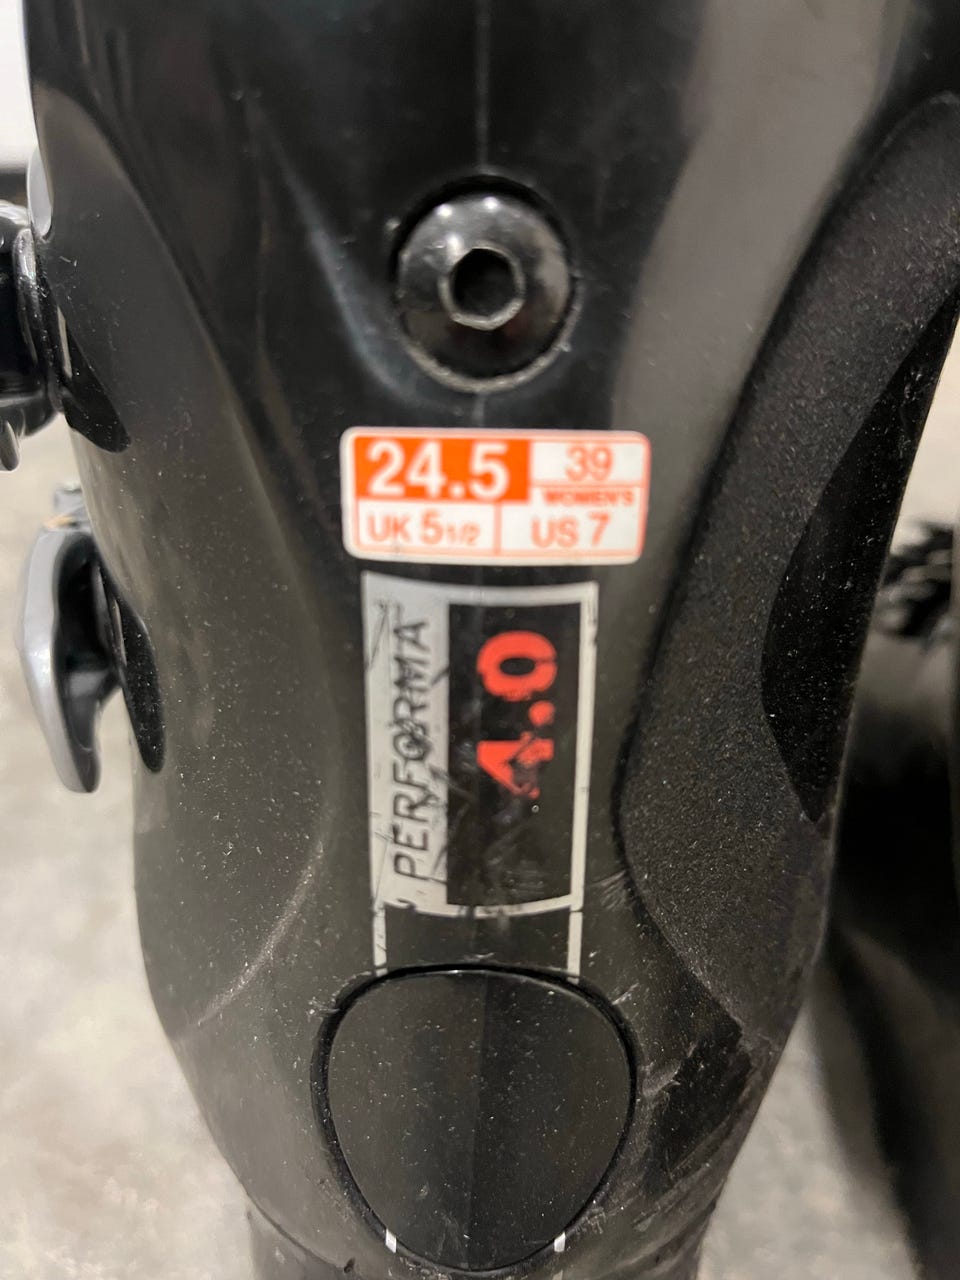 24.5 39
WOMEN'S
UK 5 1/2 US 7
PERFORMA
4.0